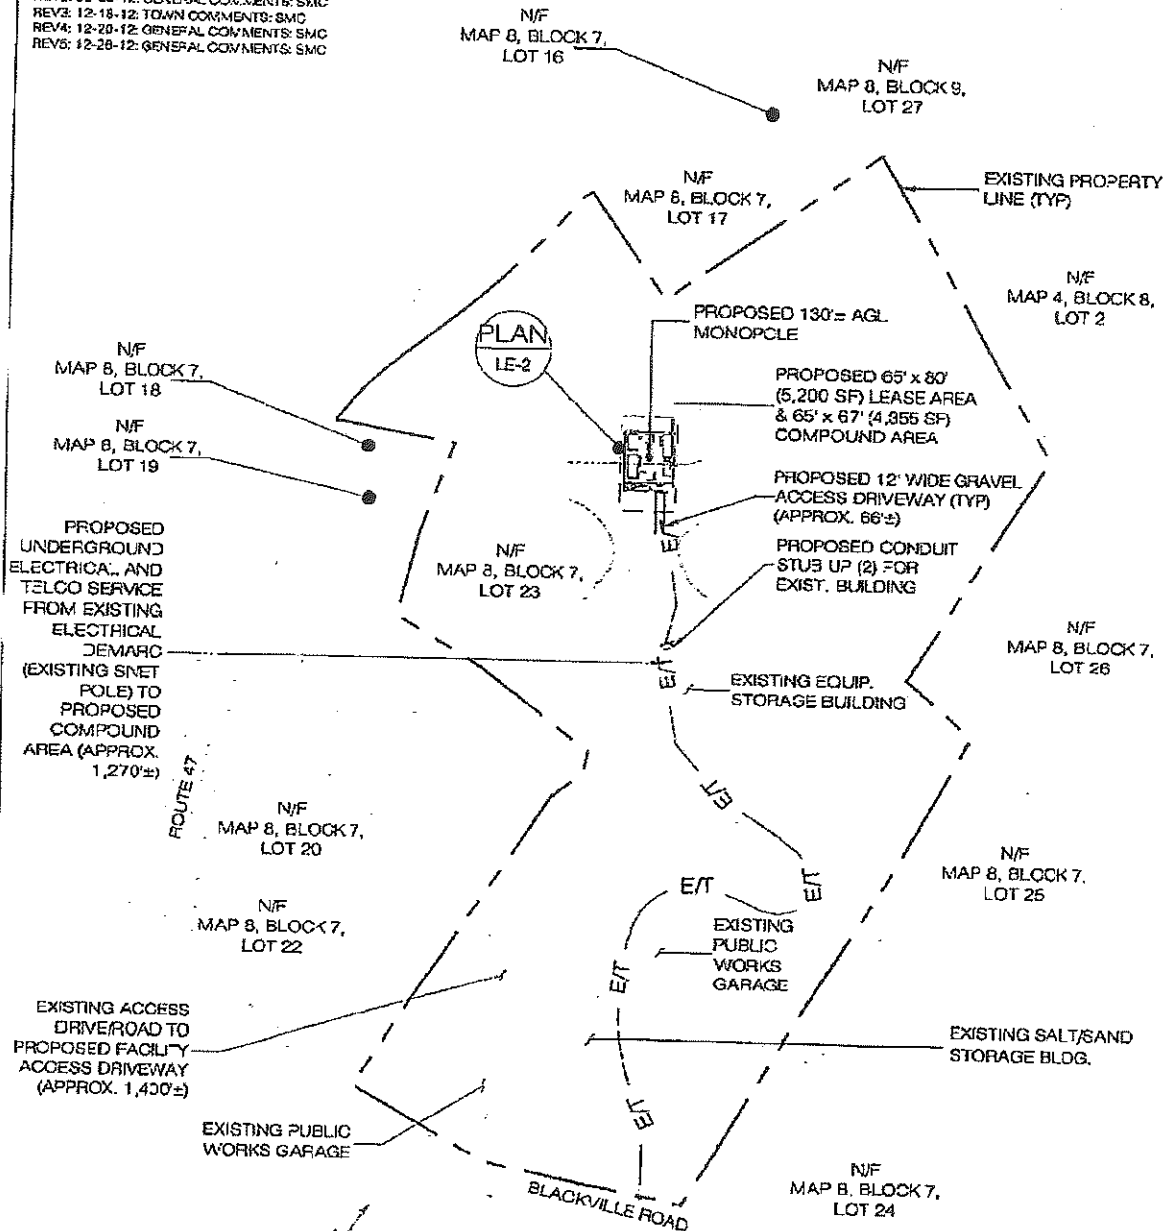 REV3: 12-18-12: TOWN COMMENTS: SMC
REV4: 12-20-12: GENERAL COMMENTS: SMC
REV5: 12-28-12: GENERAL COMMENTS: SMC
N/F
MAP 8, BLOCK 7,
LOT 16
N/F
MAP 8, BLOCK 9,
LOT 27
N/F
MAP 8, BLOCK 7,
LOT 17
EXISTING PROPERTY
LINE (TYP)
N/F
MAP 4, BLOCK 8,
LOT 2
PROPOSED 130'± AGL
MONOPOLE
PLAN
LE-2
N/F
MAP 8, BLOCK 7,
LOT 18
N/F
MAP 8, BLOCK 7,
LOT 19
PROPOSED 65' x 80'
(5,200 SF) LEASE AREA
& 65' x 67' (4,355 SF)
COMPOUND AREA
PROPOSED 12' WIDE GRAVEL
ACCESS DRIVEWAY (TYP)
(APPROX. 66'±)
PROPOSED CONDUIT
STUB UP (2) FOR
EXIST. BUILDING
N/F
MAP 8, BLOCK 7,
LOT 23
PROPOSED
UNDERGROUND
ELECTRICAL AND
TELCO SERVICE
FROM EXISTING
ELECTRICAL
DEMARC
(EXISTING SNET
POLE) TO
PROPOSED
COMPOUND
AREA (APPROX.
1,270'±)
E
E/T
EXISTING EQUIP.
STORAGE BUILDING
N/F
MAP 8, BLOCK 7,
LOT 26
ROUTE 47
E/T
N/F
MAP 8, BLOCK 7,
LOT 20
N/F
MAP 8, BLOCK 7,
LOT 25
E/T
E/T
N/F
MAP 8, BLOCK 7,
LOT 22
EXISTING
PUBLIC
WORKS
GARAGE
E/T
EXISTING ACCESS
DRIVE/ROAD TO
PROPOSED FACILITY
ACCESS DRIVEWAY
(APPROX. 1,400'±)
EXISTING SALT/SAND
STORAGE BLDG.
E/T
EXISTING PUBLIC
WORKS GARAGE
BLACKVILLE ROAD
N/F
MAP 8, BLOCK 7,
LOT 24